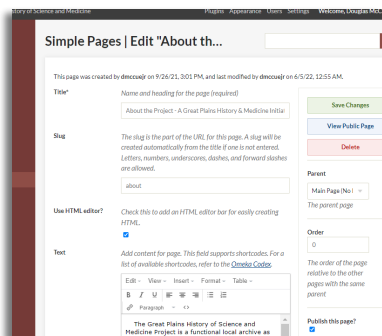 story of Science and Medicine Plugins Appearance Users Settings Welcome, Douglas McC
Simple Pages | Edit "About th...
This page was created by dmccuejr on 9/26/21, 3:01 PM, and last modified by dmccuejr on 6/5/22, 12:55 AM.
Title*
Name and heading for the page (required)
About the Project - A Great Plains History & Medicine Initiat
Save Changes
Slug
The slug is part of the URL for this page. A slug will be
created automatically from the title if one is not entered.
Letters, numbers, underscores, dashes, and forward slashes
are allowed.
View Public Page
Delete
about
Parent
Main Page (No
The parent page
Use HTML editor?
Check this to add an HTML editor bar for easily creating
HTML.
Order
0
The order of the page
relative to the other
pages with the same
parent
Text
Add content for page. This field supports shortcodes. For a
list of available shortcodes, refer to the Omeka Codex.
Edit View Insert Format Table
B I U
Paragraph <>
The Great Plains History of Science and
Medicine Project is a functional local archive as
Publish this page?